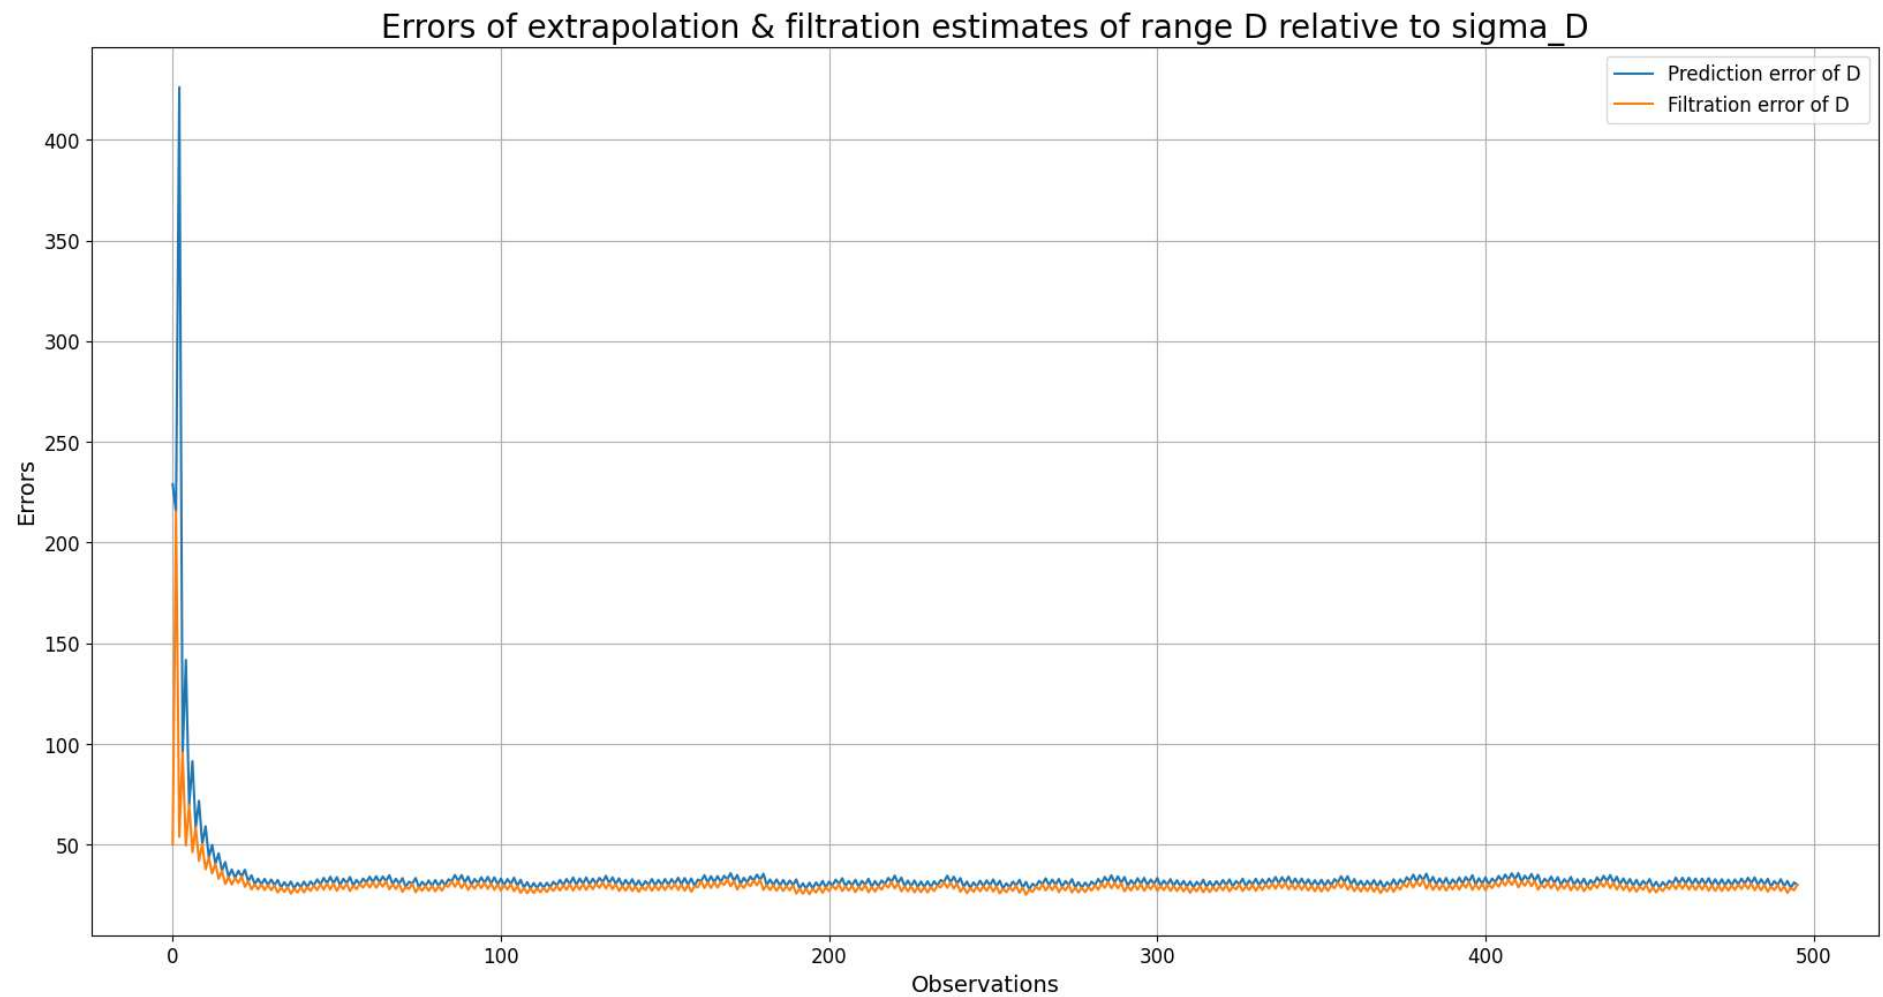 Errors of extrapolation & filtration estimates of range D relative to sigma_D
Prediction error of D
Filtration error of D
400
350
300
250
200
150
100
50
Errors
0
100
200
300
400
500
Observations